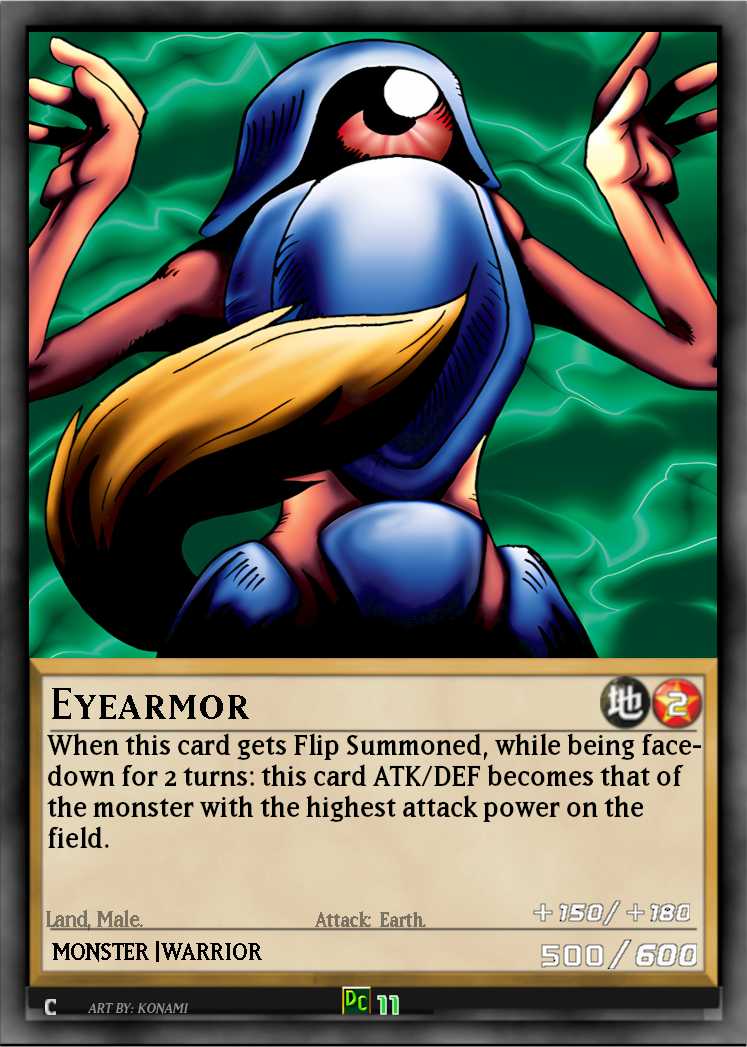 EYEARMOR
地 2
When this card gets Flip Summoned, while being face-
down for 2 turns: this card ATK/DEF becomes that of
the monster with the highest attack power on the
field.
Land, Male. Attack: Earth. +150/+180
MONSTER |WARRIOR 500/600
C ART BY: KONAMI DC 11